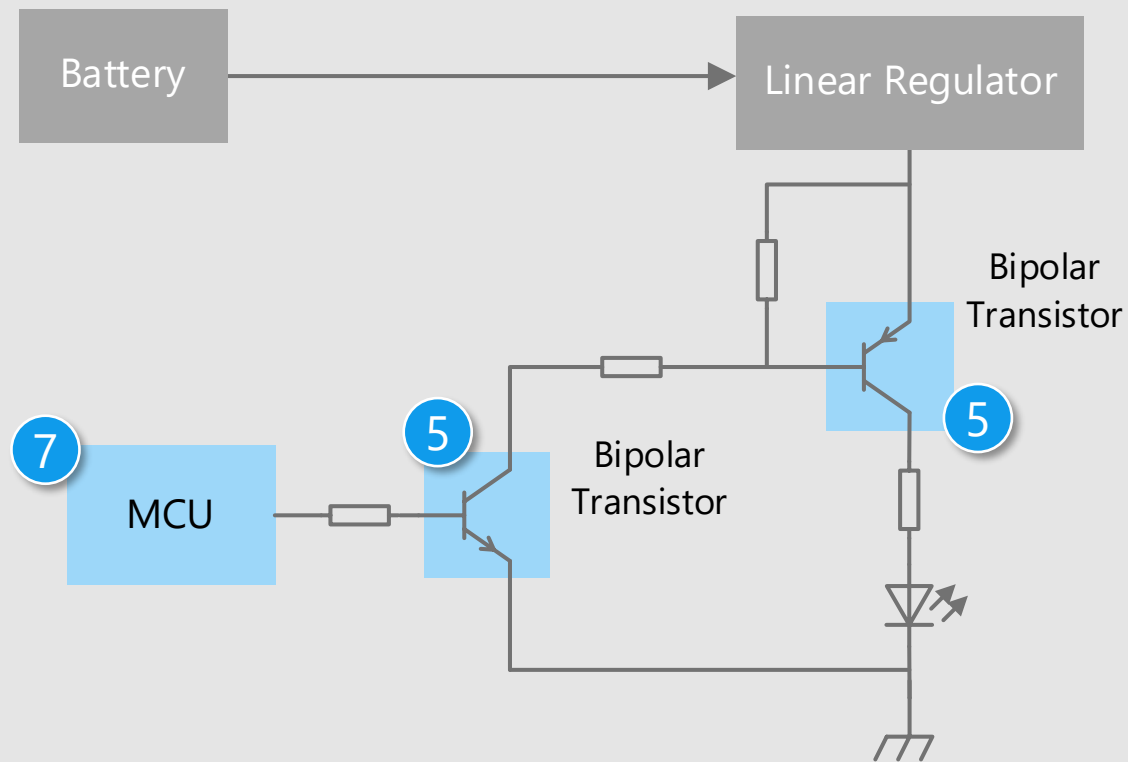 Battery
Linear Regulator
Bipolar
Transistor
5
5
7
Bipolar
Transistor
MCU